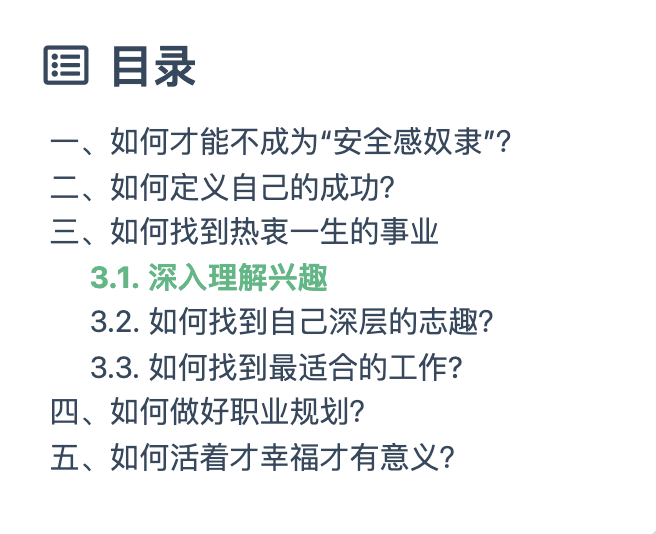 目录
一、如何才能不成为“安全感奴隶”?
二、如何定义自己的成功?
三、如何找到热衷一生的事业
3.1. 深入理解兴趣
3.2. 如何找到自己深层的志趣?
3.3. 如何找到最适合的工作?
四、如何做好职业规划?
五、如何活着才幸福才有意义?